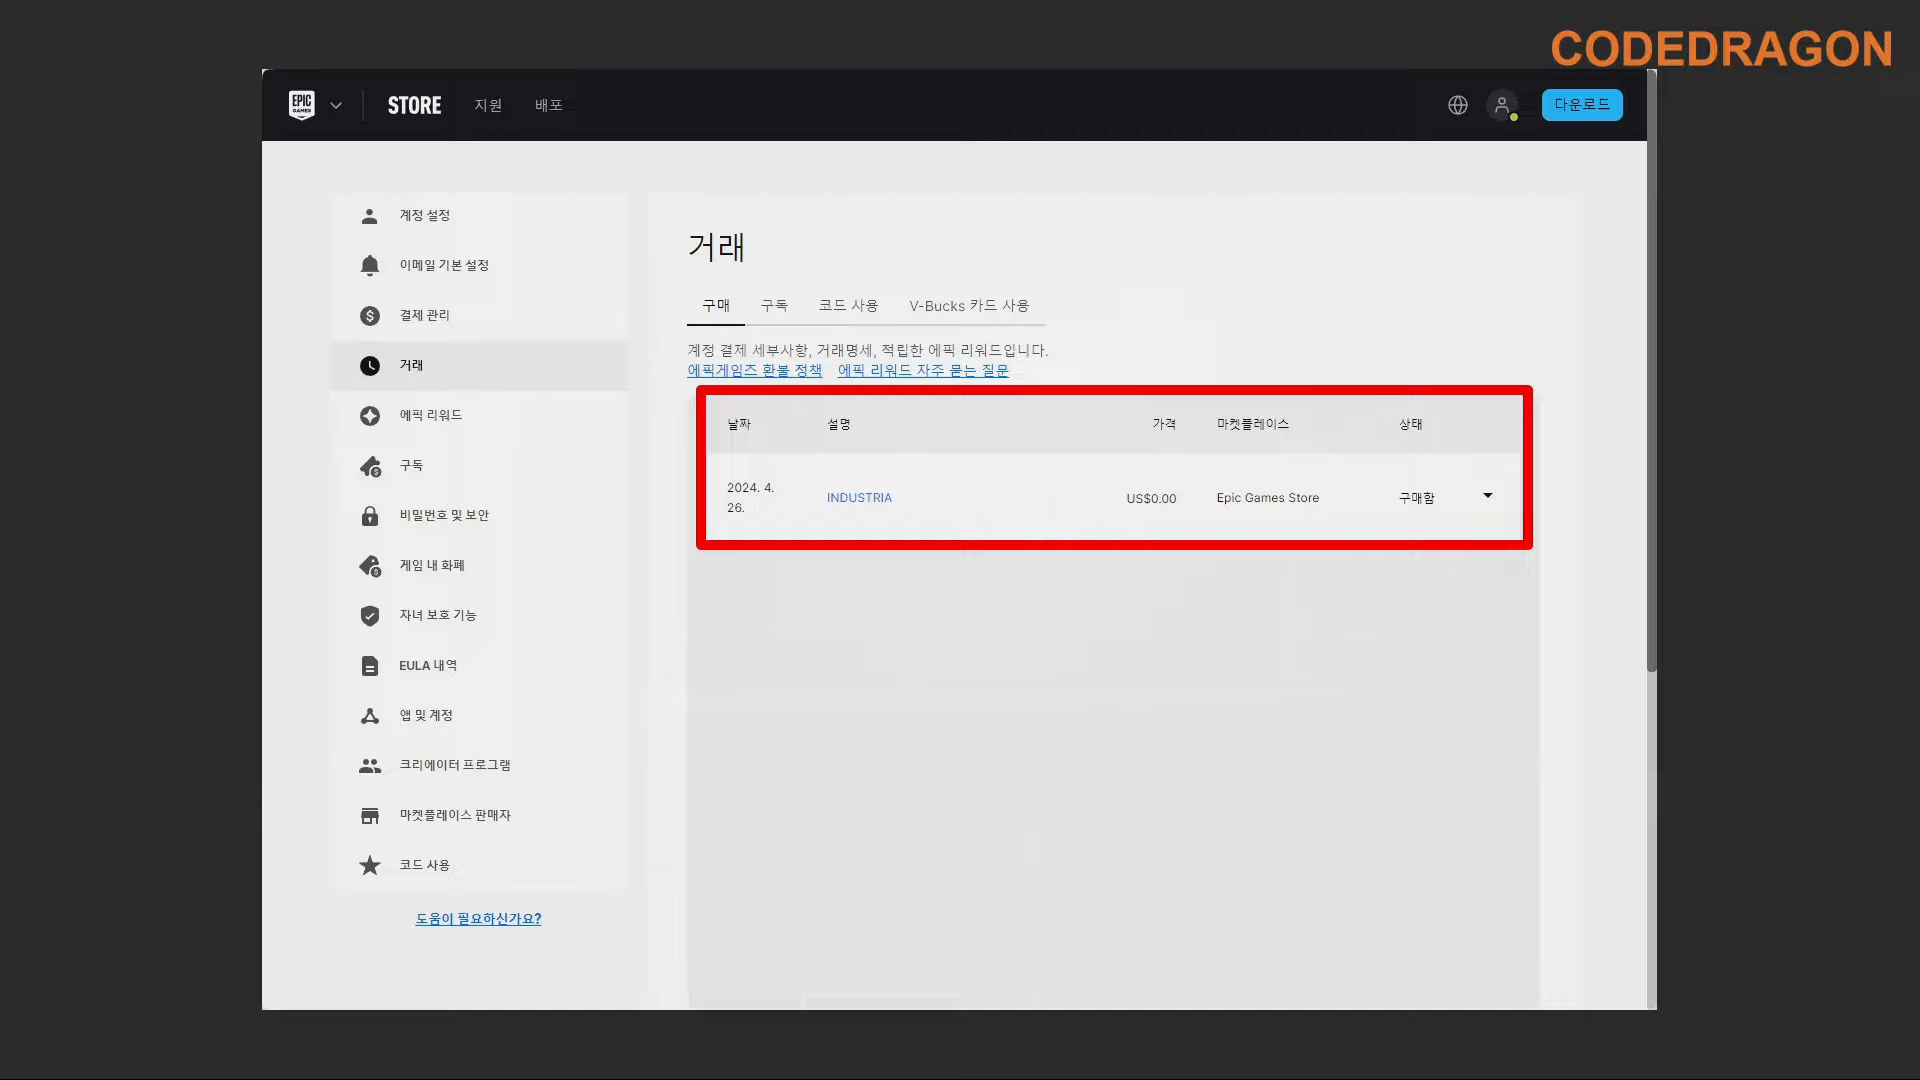 CODEDRAGON
EPIC GAMES STORE 지원 배포 다운로드
계정 설정
이메일 기본 설정
결제 관리
거래
에픽 리워드
구독
비밀번호 및 보안
게임 내 화폐
자녀 보호 기능
EULA 내역
앱 및 계정
크리에이터 프로그램
마켓플레이스 판매자
코드 사용
도움이 필요하신가요?
거래
구매 구독 코드 사용 V-Bucks 카드 사용
계정 결제 세부사항, 거래명세, 적립한 에픽 리워드입니다.
에픽게임즈 환불 정책 에픽 리워드 자주 묻는 질문
날짜 설명 가격 마켓플레이스 상태
2024. 4. 26. INDUSTRIA US$0.00 Epic Games Store 구매함